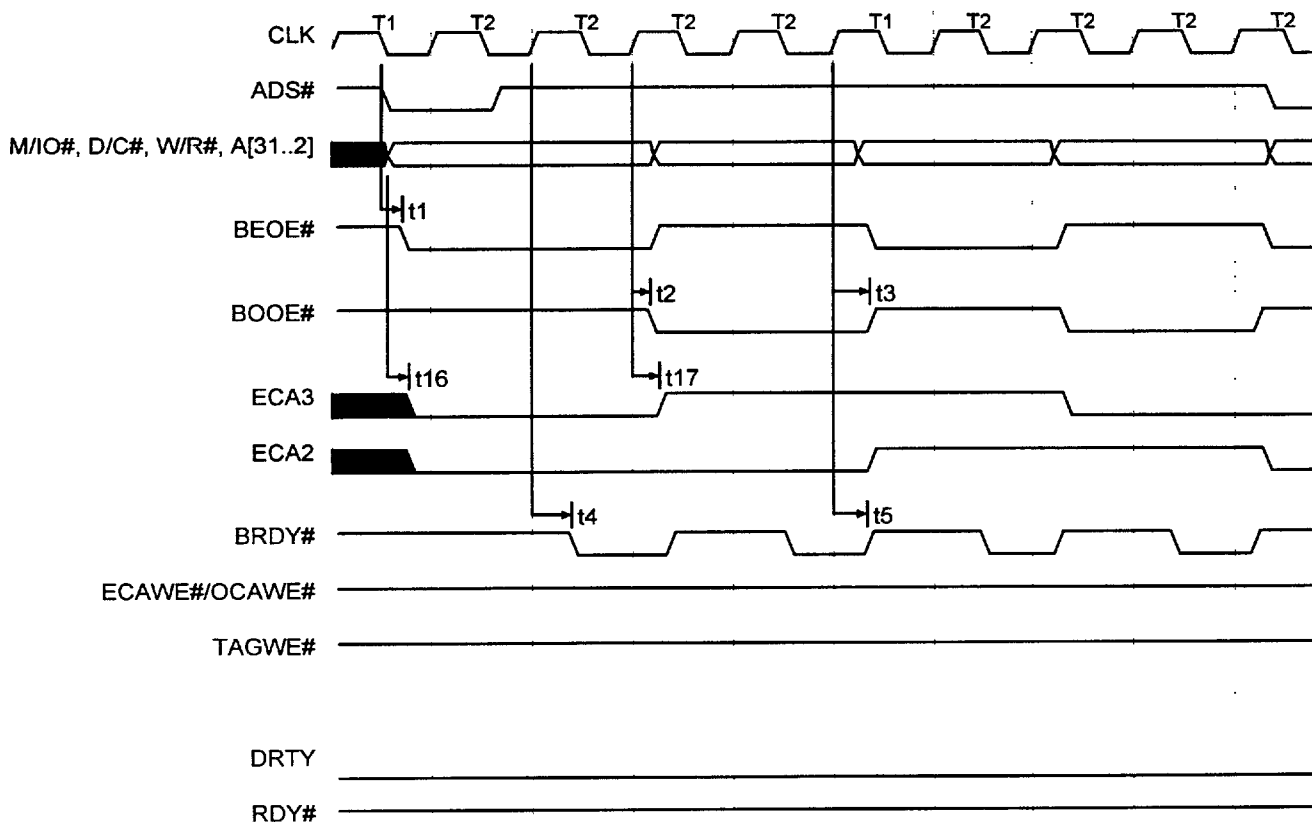 T1 T2 T2 T2 T2 T1 T2 T2 T2 T2
CLK
ADS#
M/IO#, D/C#, W/R#, A[31..2]
t1
BEOE#
t2 t3
BOOE#
t16 t17
ECA3
ECA2
t4 t5
BRDY#
ECAWE#/OCAWE#
TAGWE#
DRTY
RDY#